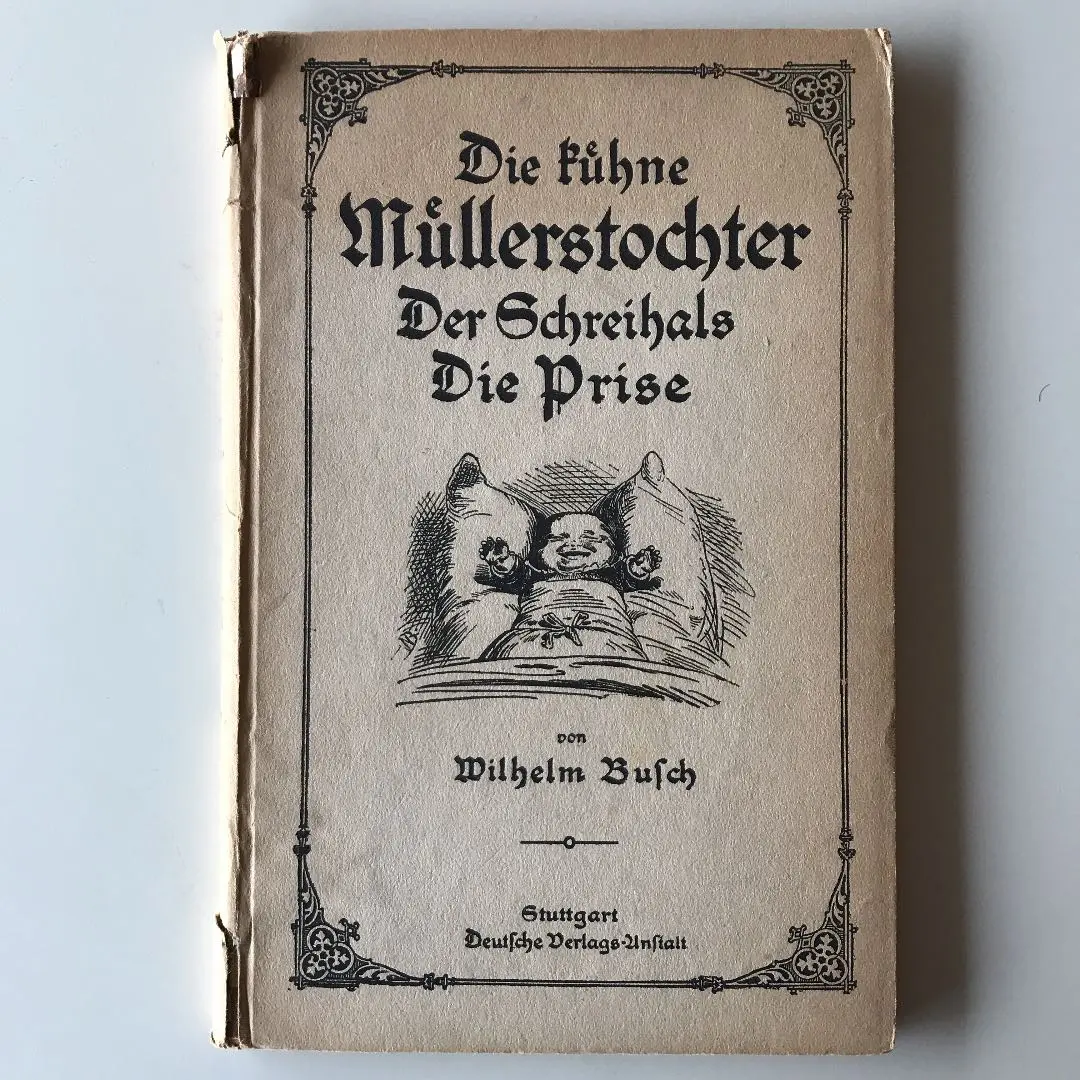 Die kühne
Müllerstochter
Der Schreihals
Die Prise
von
Wilhelm Buſch
Stuttgart
Deutſche Verlags-Anſtalt